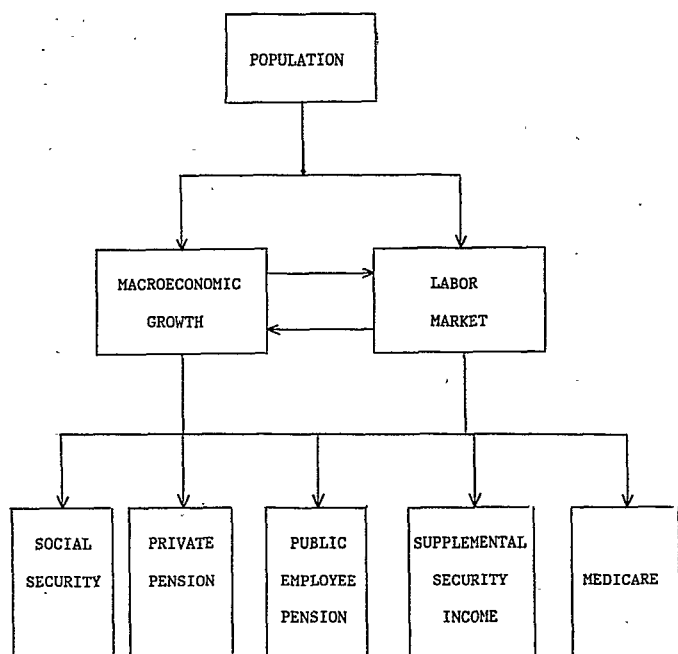 POPULATION
MACROECONOMIC
GROWTH
LABOR
MARKET
SOCIAL
SECURITY
PRIVATE
PENSION
PUBLIC
EMPLOYEE
PENSION
SUPPLEMENTAL
SECURITY
INCOME
MEDICARE